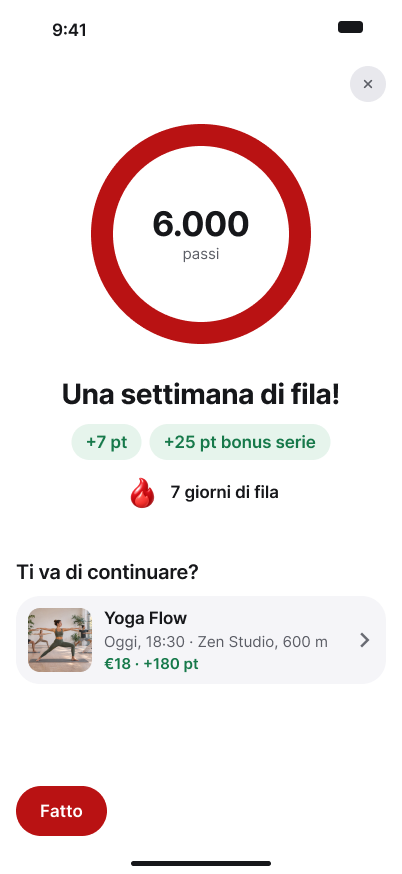 9:41
6.000
passi
Una settimana di fila!
+7 pt
+25 pt bonus serie
7 giorni di fila
Ti va di continuare?
Yoga Flow
Oggi, 18:30 · Zen Studio, 600 m
€18 · +180 pt
Fatto